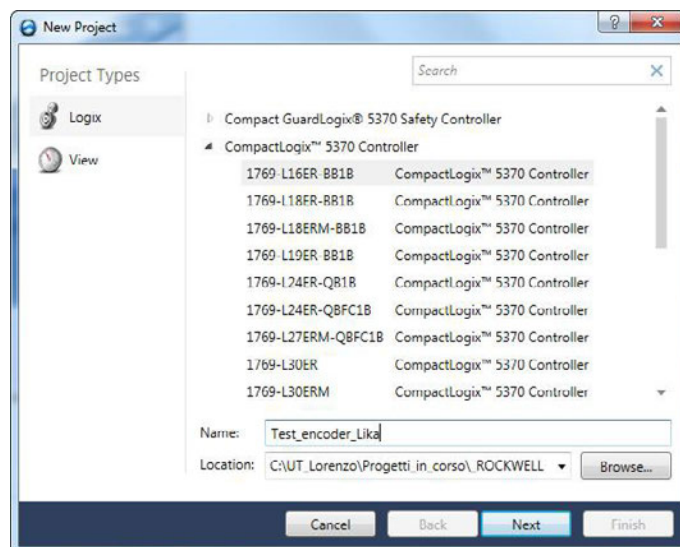 New Project
Project Types
Search
Logix
View
Compact GuardLogix® 5370 Safety Controller
CompactLogix™ 5370 Controller
1769-L16ER-BB1B CompactLogix™ 5370 Controller
1769-L18ER-BB1B CompactLogix™ 5370 Controller
1769-L18ERM-BB1B CompactLogix™ 5370 Controller
1769-L19ER-BB1B CompactLogix™ 5370 Controller
1769-L24ER-QB1B CompactLogix™ 5370 Controller
1769-L24ER-QBFC1B CompactLogix™ 5370 Controller
1769-L27ERM-QBFC1B CompactLogix™ 5370 Controller
1769-L30ER CompactLogix™ 5370 Controller
1769-L30ERM CompactLogix™ 5370 Controller
Name: Test_encoder_Lika
Location: C:\UT_Lorenzo\Progetti_in_corso\_ROCKWELL Browse...
Cancel Back Next Finish